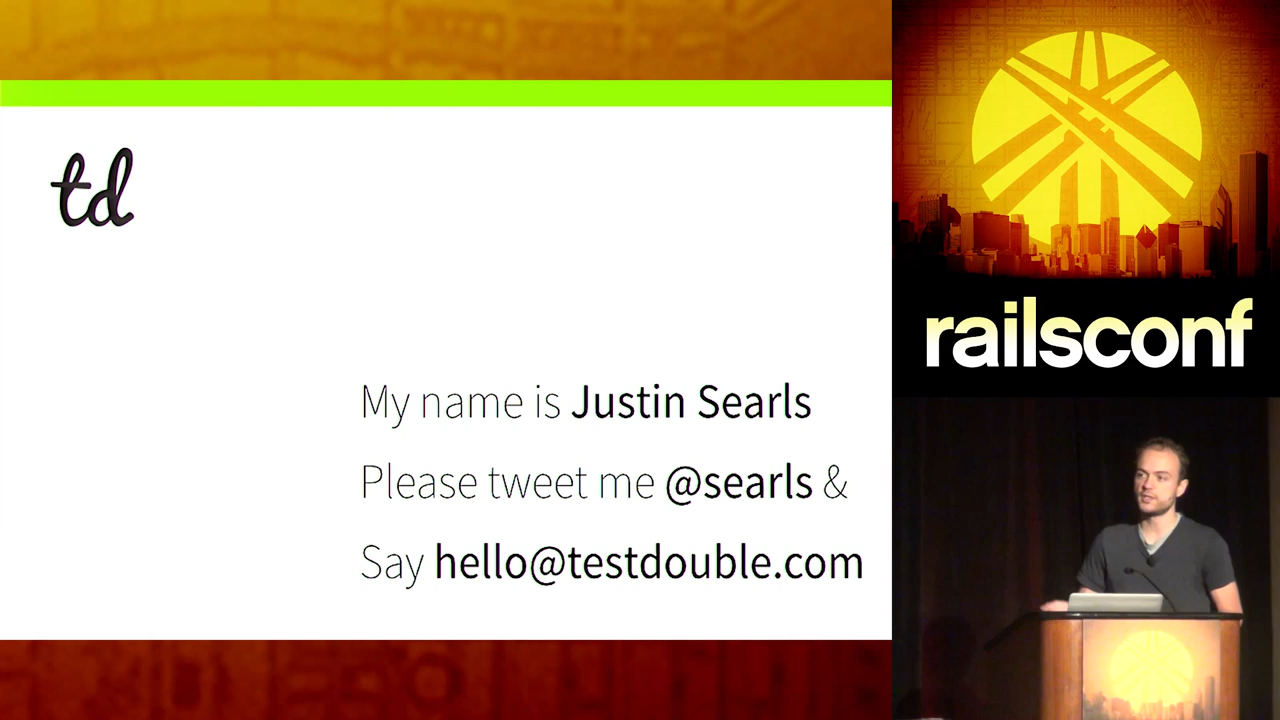 td
My name is Justin Searls
Please tweet me @searls &
Say hello@testdouble.com
railsconf